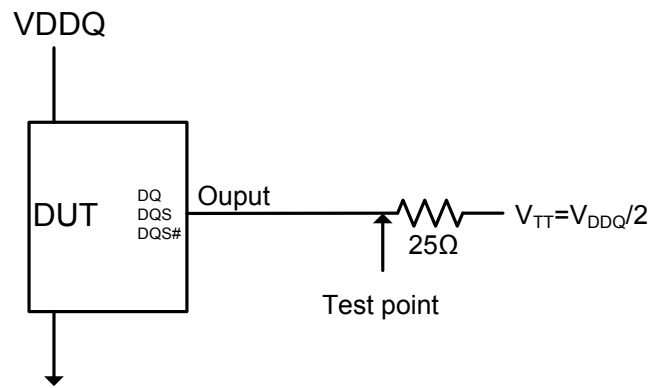 VDDQ
DUT
DQ
DQS
DQS#
Ouput
25Ω
V_TT=V_DDQ/2
Test point